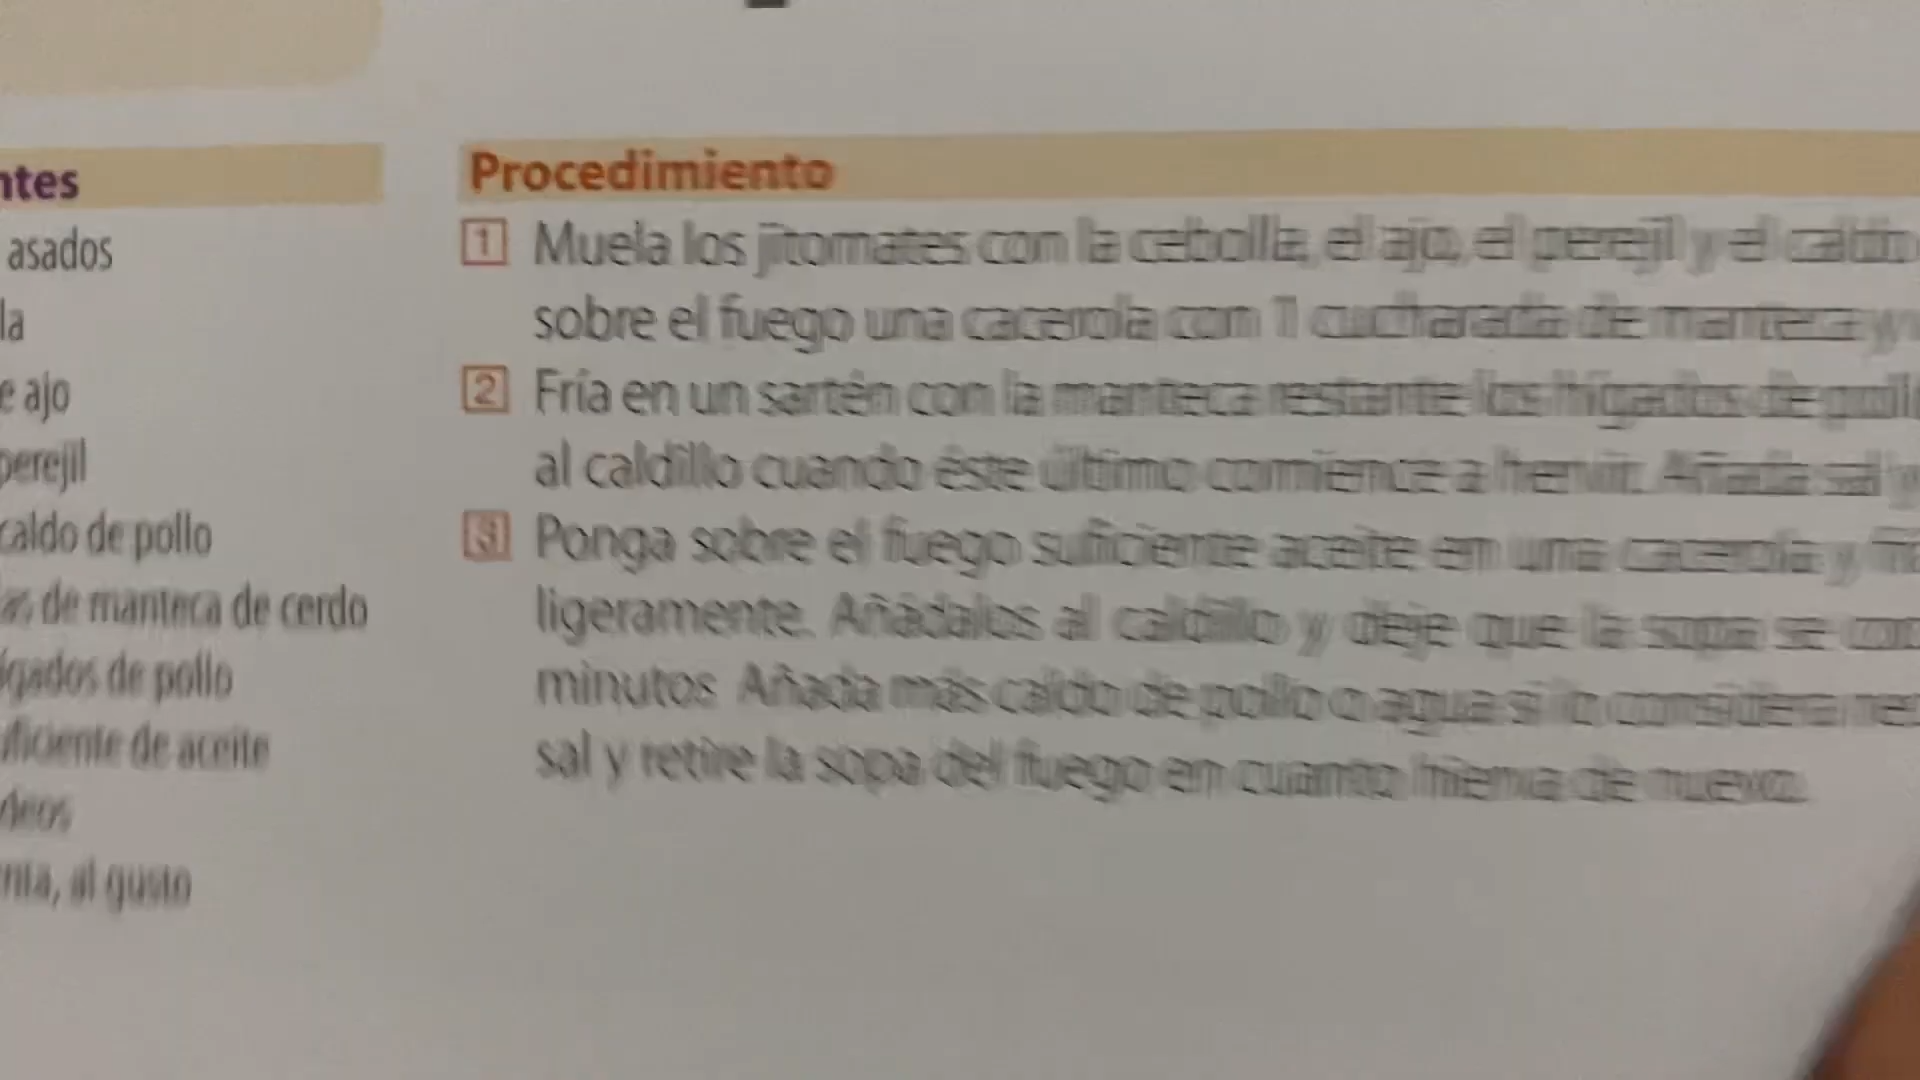 ntes
asados
la
e ajo
perejil
caldo de pollo
as de manteca de cerdo
ígados de pollo
uficiente de aceite
ideos
nta, al gusto
Procedimiento
1 Muela los jitomates con la cebolla, el ajo, el perejil y el caldo
sobre el fuego una cacerola con 1 cucharada de manteca y
2 Fría en un sartén con la manteca restante los hígados de poll
al caldillo cuando éste último comience a hervir. Añada sal y
3 Ponga sobre el fuego suficiente aceite en una cacerola y
ligeramente. Añádalos al caldillo y deje que la sopa se
minutos. Añada más caldo de pollo o agua si lo considera
sal y retire la sopa del fuego en cuanto hierva de nuevo.